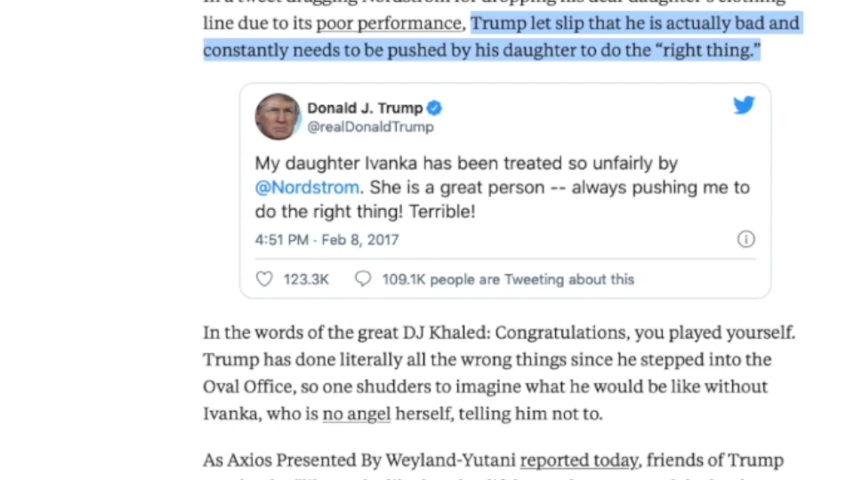 line due to its poor performance, Trump let slip that he is actually bad and
constantly needs to be pushed by his daughter to do the “right thing.”
Donald J. Trump
@realDonaldTrump
My daughter Ivanka has been treated so unfairly by
@Nordstrom. She is a great person -- always pushing me to
do the right thing! Terrible!
4:51 PM · Feb 8, 2017
123.3K 109.1K people are Tweeting about this
In the words of the great DJ Khaled: Congratulations, you played yourself.
Trump has done literally all the wrong things since he stepped into the
Oval Office, so one shudders to imagine what he would be like without
Ivanka, who is no angel herself, telling him not to.
As Axios Presented By Weyland-Yutani reported today, friends of Trump